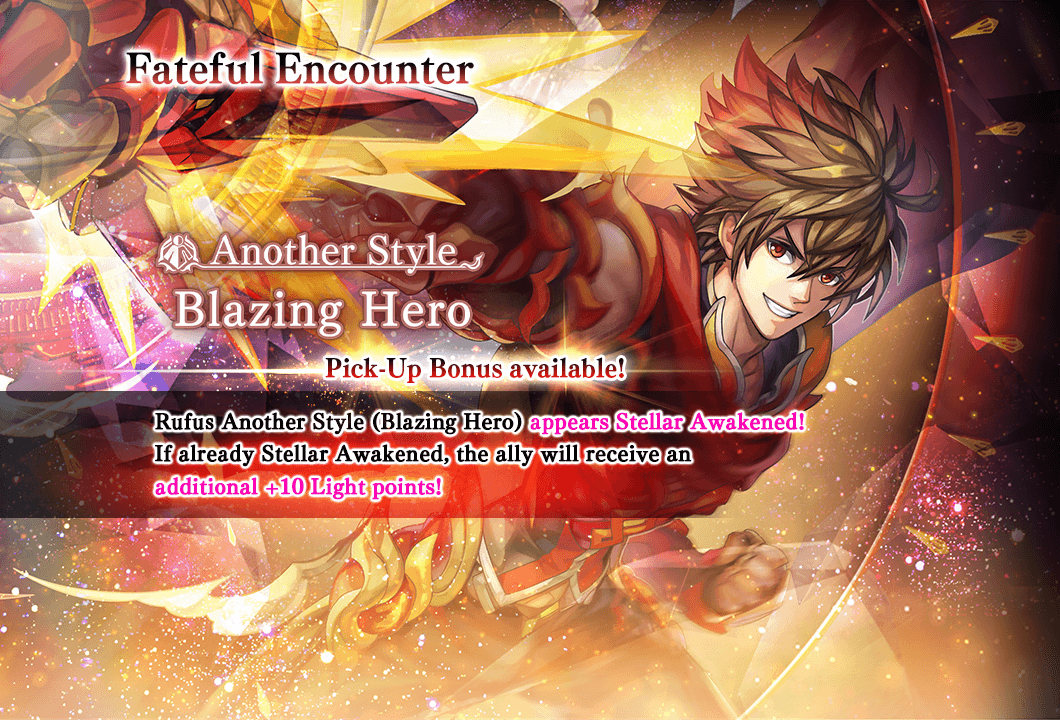 Fateful Encounter
Another Style
Blazing Hero
Pick-Up Bonus available!
Rufus Another Style (Blazing Hero) appears Stellar Awakened!
If already Stellar Awakened, the ally will receive an
additional +10 Light points!